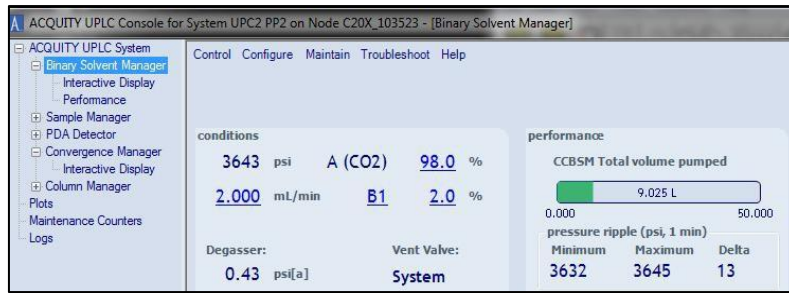 ACQUITY UPLC Console for System UPC2 PP2 on Node C20X_103523 - [Binary Solvent Manager]
ACQUITY UPLC System
Binary Solvent Manager
Interactive Display
Performance
Sample Manager
PDA Detector
Convergence Manager
Interactive Display
Column Manager
Plots
Maintenance Counters
Logs
Control Configure Maintain Troubleshoot Help
conditions
3643 psi A (CO2) 98.0 %
2.000 mL/min B1 2.0 %
Degasser: Vent Valve:
0.43 psi[a] System
performance
CCBSM Total volume pumped
9.025 L
0.000 50.000
pressure ripple (psi, 1 min)
Minimum Maximum Delta
3632 3645 13